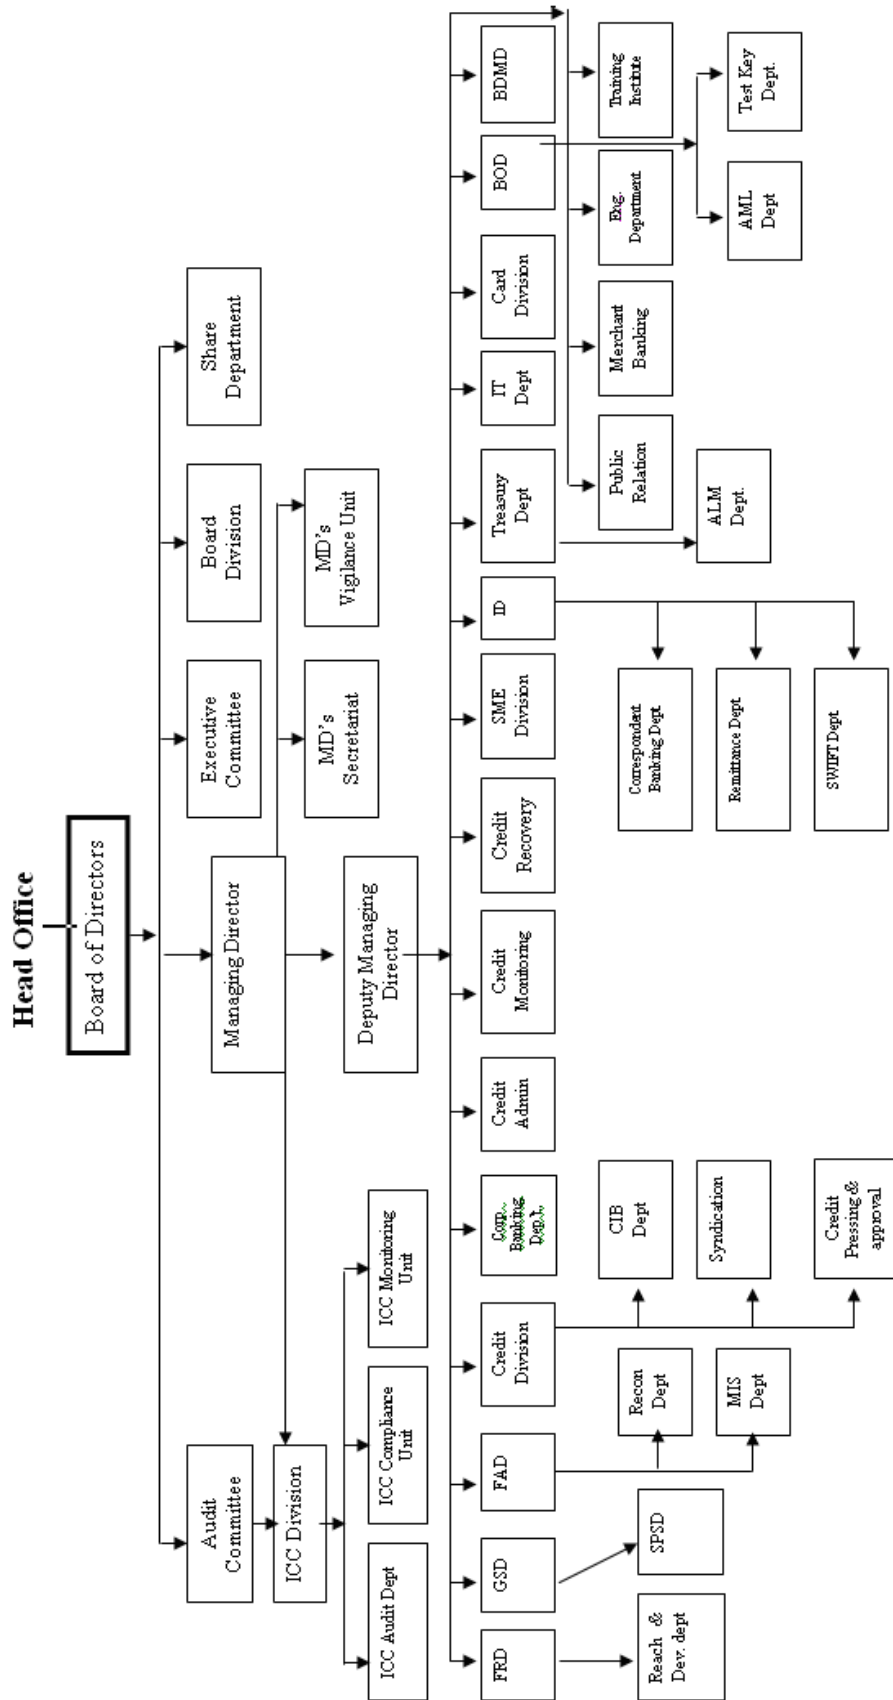 Head Office
Board of Directors
Audit
Committee
Managing Director
Executive
Committee
Board
Division
Share
Department
ICC Division
Deputy Managing
Director
MD's
Secretariat
MD's
Vigilance Unit
ICC Audit Dept
ICC Compliance
Unit
ICC Monitoring
Unit
FRD
GSD
FAD
Credit
Division
Corp.
Banking
Dept.
Credit
Admin
Credit
Monitoring
Credit
Recovery
SME
Division
ID
Treasury
Dept
IT
Dept
Card
Division
BOD
BDMD
Public
Relation
Merchant
Banking
Eng.
Department
Training
Institute
Reach & 
Dev. dept
SPSD
Recon
Dept
MIS
Dept
CIB
Dept
Syndication
Credit
Pressing &
approval
Correspondent
Banking Dept
Remittance Dept.
SWIFT Dept
ALM
Dept.
AML
Dept
Test Key
Dept.